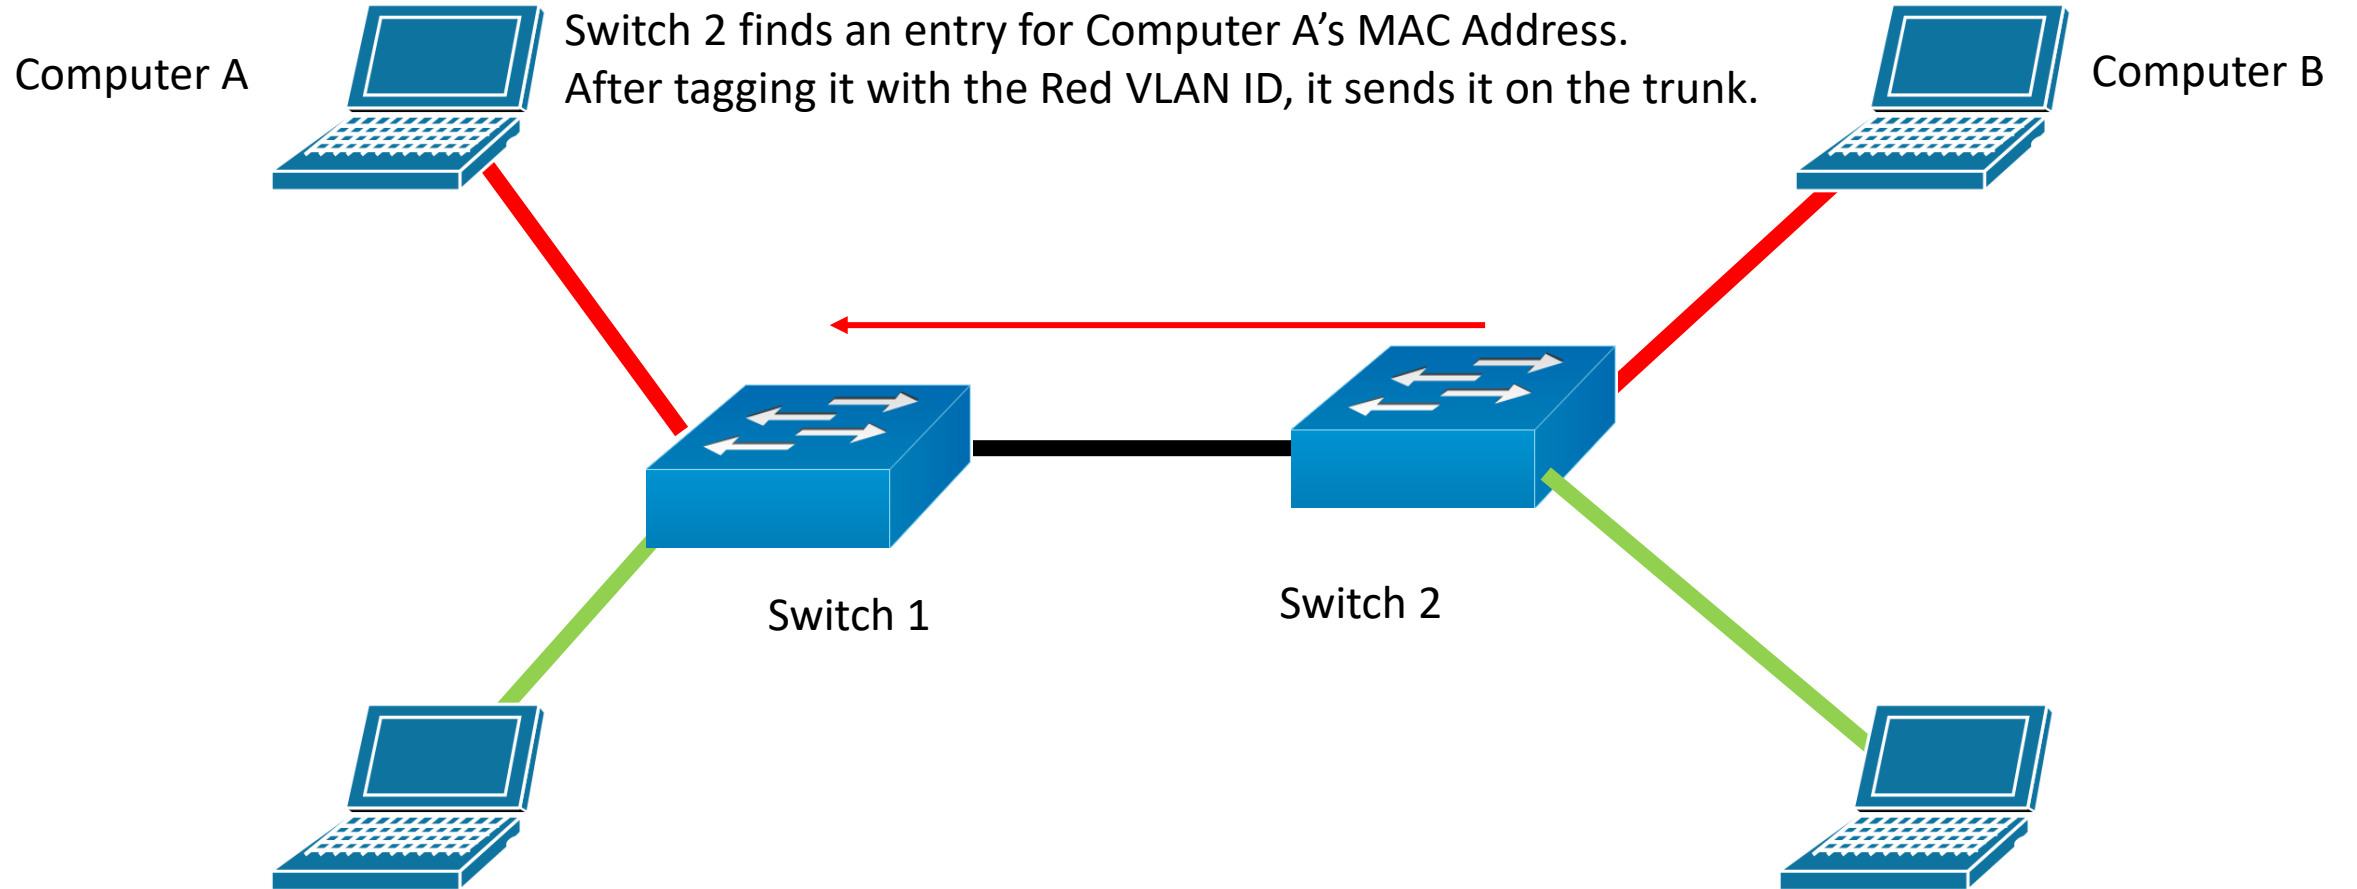 Switch 2 finds an entry for Computer A’s MAC Address.
After tagging it with the Red VLAN ID, it sends it on the trunk.
Computer A
Computer B
Switch 1
Switch 2